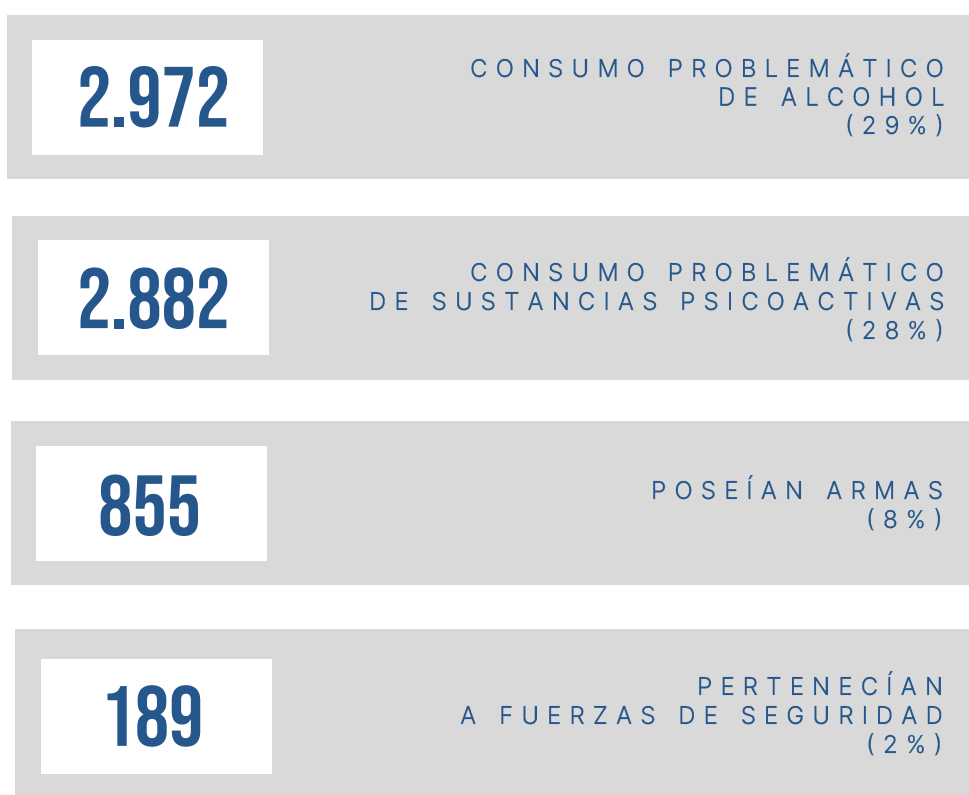 2.972
CONSUMO PROBLEMÁTICO
DE ALCOHOL
(29%)
2.882
CONSUMO PROBLEMÁTICO
DE SUSTANCIAS PSICOACTIVAS
(28%)
855
POSEÍAN ARMAS
(8%)
189
PERTENECÍAN
A FUERZAS DE SEGURIDAD
(2%)